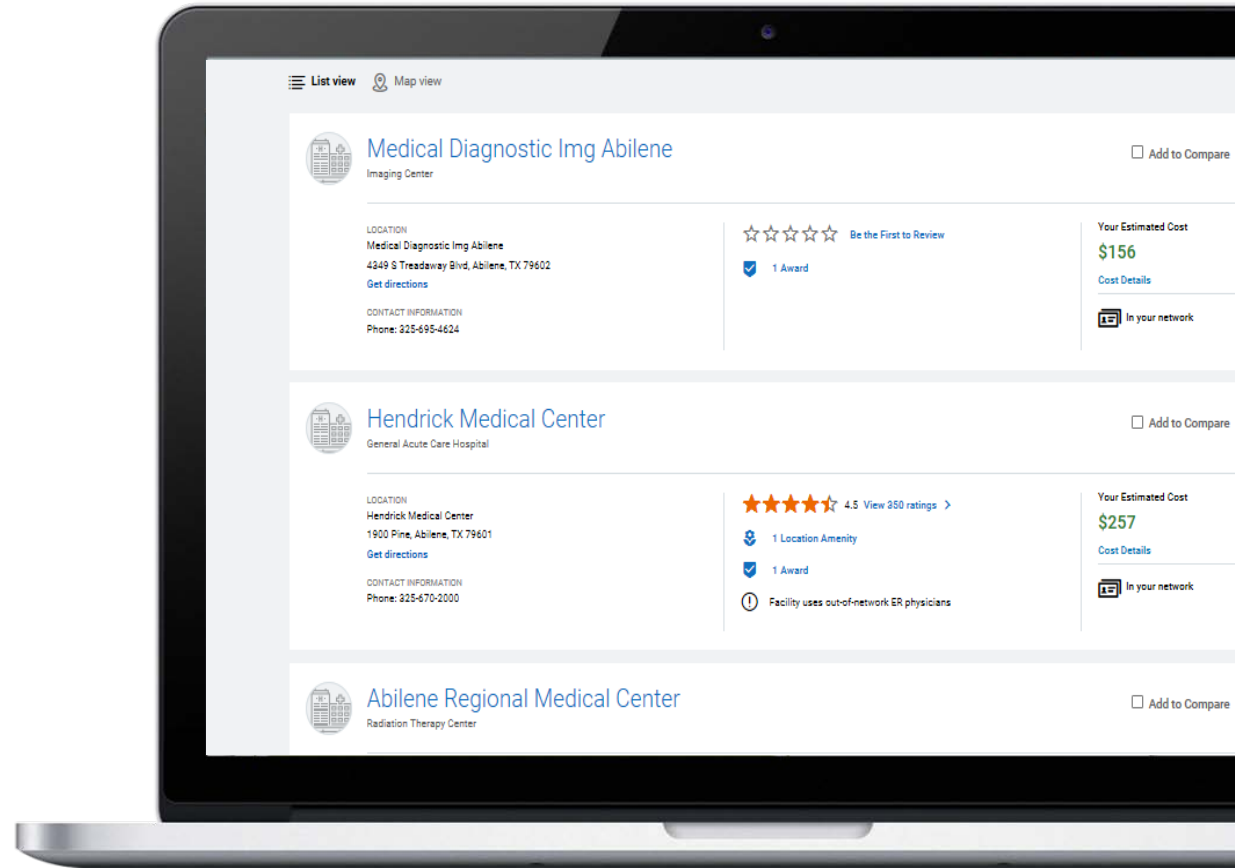 List view Map view
Medical Diagnostic Img Abilene
Add to Compare
Imaging Center
LOCATION
Medical Diagnostic Img Abilene
4349 S Treadaway Blvd, Abilene, TX 79602
Get directions
CONTACT INFORMATION
Phone: 325-695-4624
Be the First to Review
1 Award
Your Estimated Cost
$156
Cost Details
In your network
Hendrick Medical Center
Add to Compare
General Acute Care Hospital
LOCATION
Hendrick Medical Center
1900 Pine, Abilene, TX 79601
Get directions
CONTACT INFORMATION
Phone: 325-670-2000
4.5 View 350 ratings >
1 Location Amenity
1 Award
Facility uses out-of-network ER physicians
Your Estimated Cost
$257
Cost Details
In your network
Abilene Regional Medical Center
Add to Compare
Radiation Therapy Center